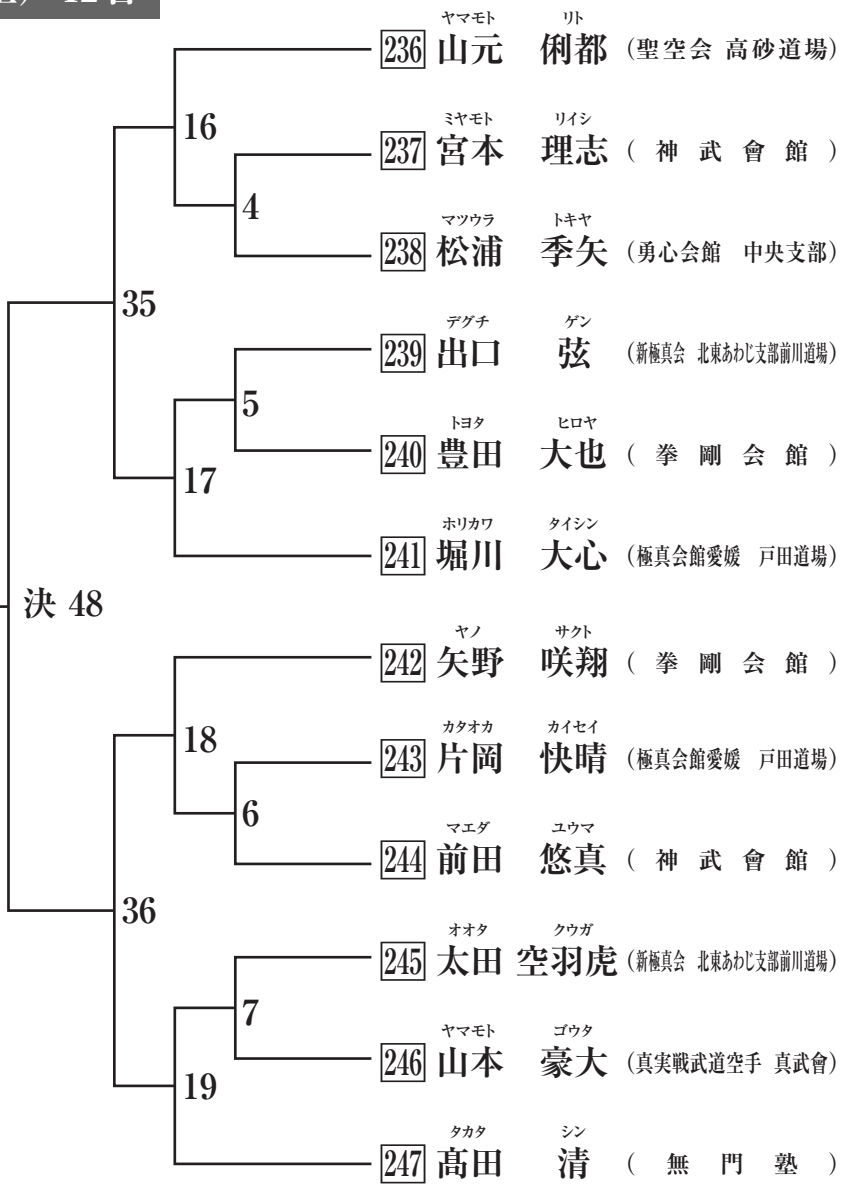 12名
ヤマモト リト
236 山元 俐都 (聖空会 高砂道場)
16
ミヤモト リイシ
237 宮本 理志 (神武會館)
4
マツウラ トキヤ
238 松浦 季矢 (勇心会館 中央支部)
35
デグチ ゲン
239 出口 弦 (新極真会 北東あわじ支部前川道場)
5
トヨタ ヒロヤ
240 豊田 大也 (拳剛会館)
17
ホリカワ タイシン
241 堀川 大心 (極真会館愛媛 戸田道場)
決 48
ヤノ サクト
242 矢野 咲翔 (拳剛会館)
18
カタオカ カイセイ
243 片岡 快晴 (極真会館愛媛 戸田道場)
6
マエダ ユウマ
244 前田 悠真 (神武會館)
36
オオタ クウガ
245 太田 空羽虎 (新極真会 北東あわじ支部前川道場)
7
ヤマモト ゴウタ
246 山本 豪大 (真実戦武道空手 真武會)
19
タカタ シン
247 髙田 清 (無門塾)